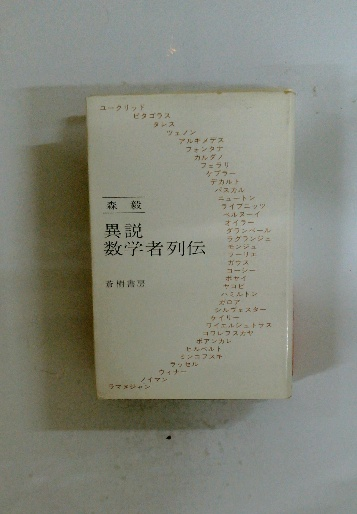 ユークリッド
ピタゴラス
タレス
ツェノン
アルキメデス
フォンタナ
カルダノ
フェラリ
ケプラー
デカルト
パスカル
ニュートン
ライプニッツ
ベルヌーイ
オイラー
ダランベール
ラグランジュ
モンジュ
フーリエ
ガウス
コーシー
ボヤイ
ヤコビ
ハミルトン
ガロア
シルヴェスター
ケイリー
ワイエルシュトラス
コワレフスカヤ
ポアンカレ
ヒルベルト
ミンコフスキ
ラッセル
ウィナー
ノイマン
ラマヌジャン
森 毅
異説
数学者列伝
蒼樹書房